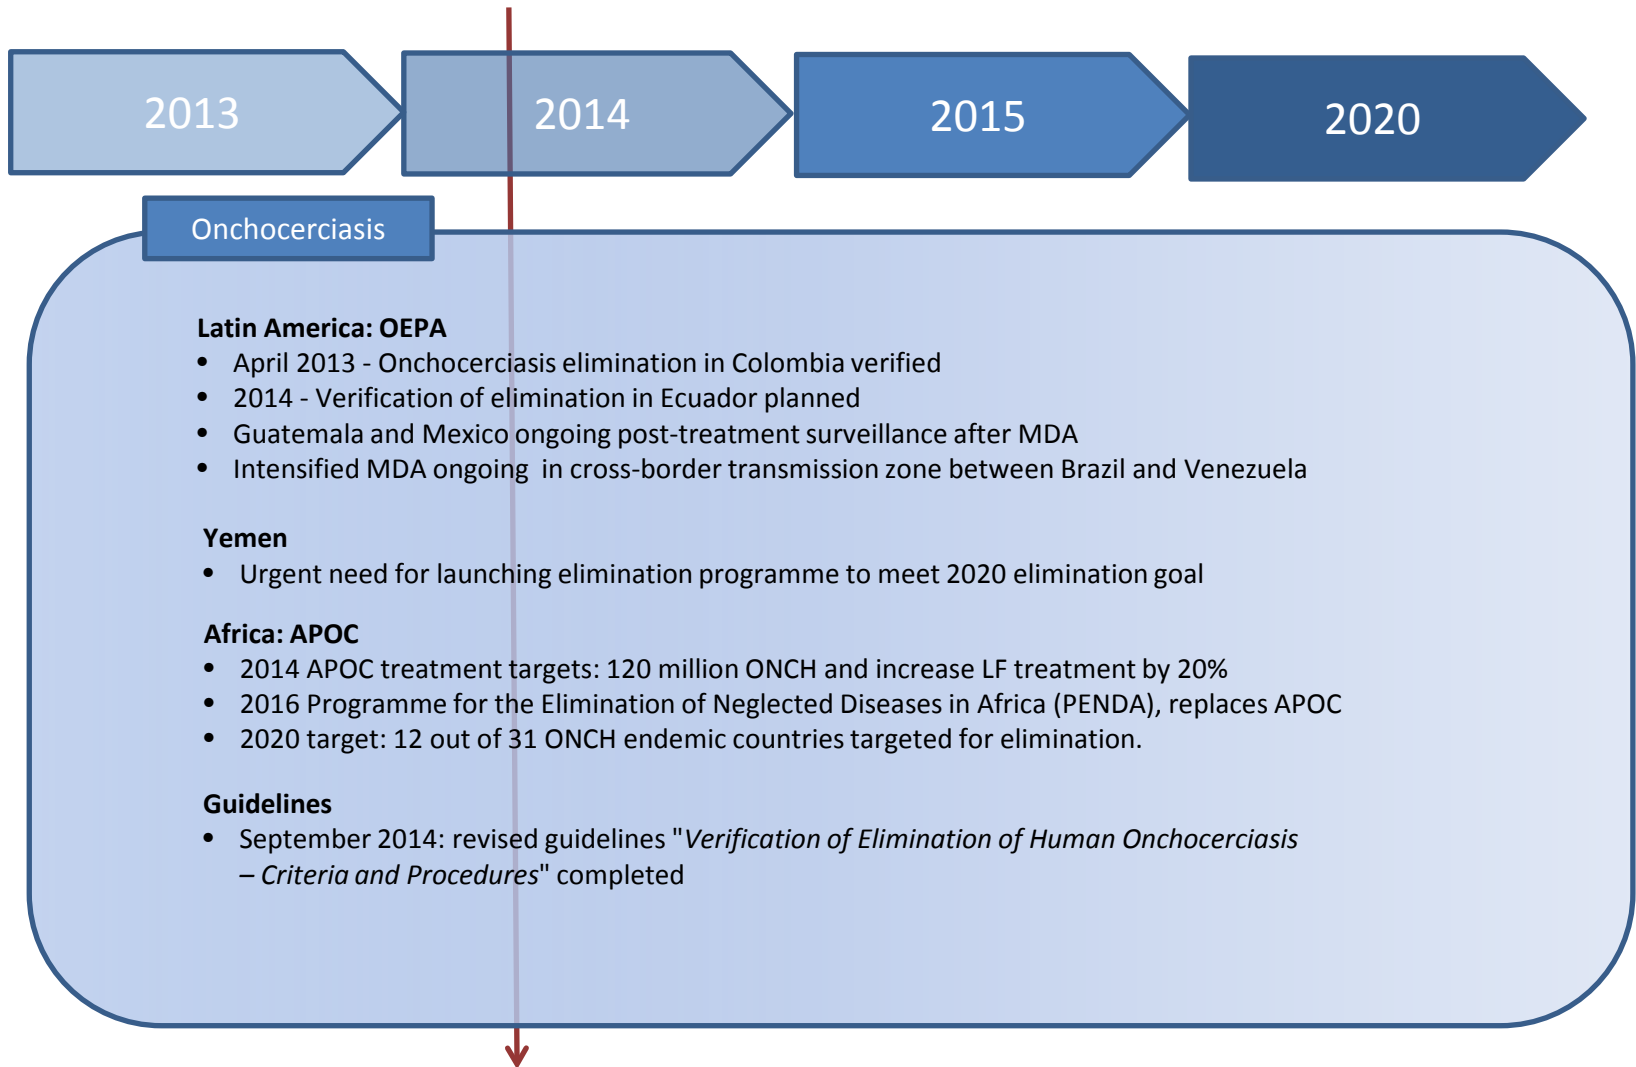 2013
2014
2015
2020
Onchocerciasis
Latin America: OEPA
• April 2013 - Onchocerciasis elimination in Colombia verified
• 2014 - Verification of elimination in Ecuador planned
• Guatemala and Mexico ongoing post-treatment surveillance after MDA
• Intensified MDA ongoing in cross-border transmission zone between Brazil and Venezuela
Yemen
• Urgent need for launching elimination programme to meet 2020 elimination goal
Africa: APOC
• 2014 APOC treatment targets: 120 million ONCH and increase LF treatment by 20%
• 2016 Programme for the Elimination of Neglected Diseases in Africa (PENDA), replaces APOC
• 2020 target: 12 out of 31 ONCH endemic countries targeted for elimination.
Guidelines
• September 2014: revised guidelines "Verification of Elimination of Human Onchocerciasis
– Criteria and Procedures" completed